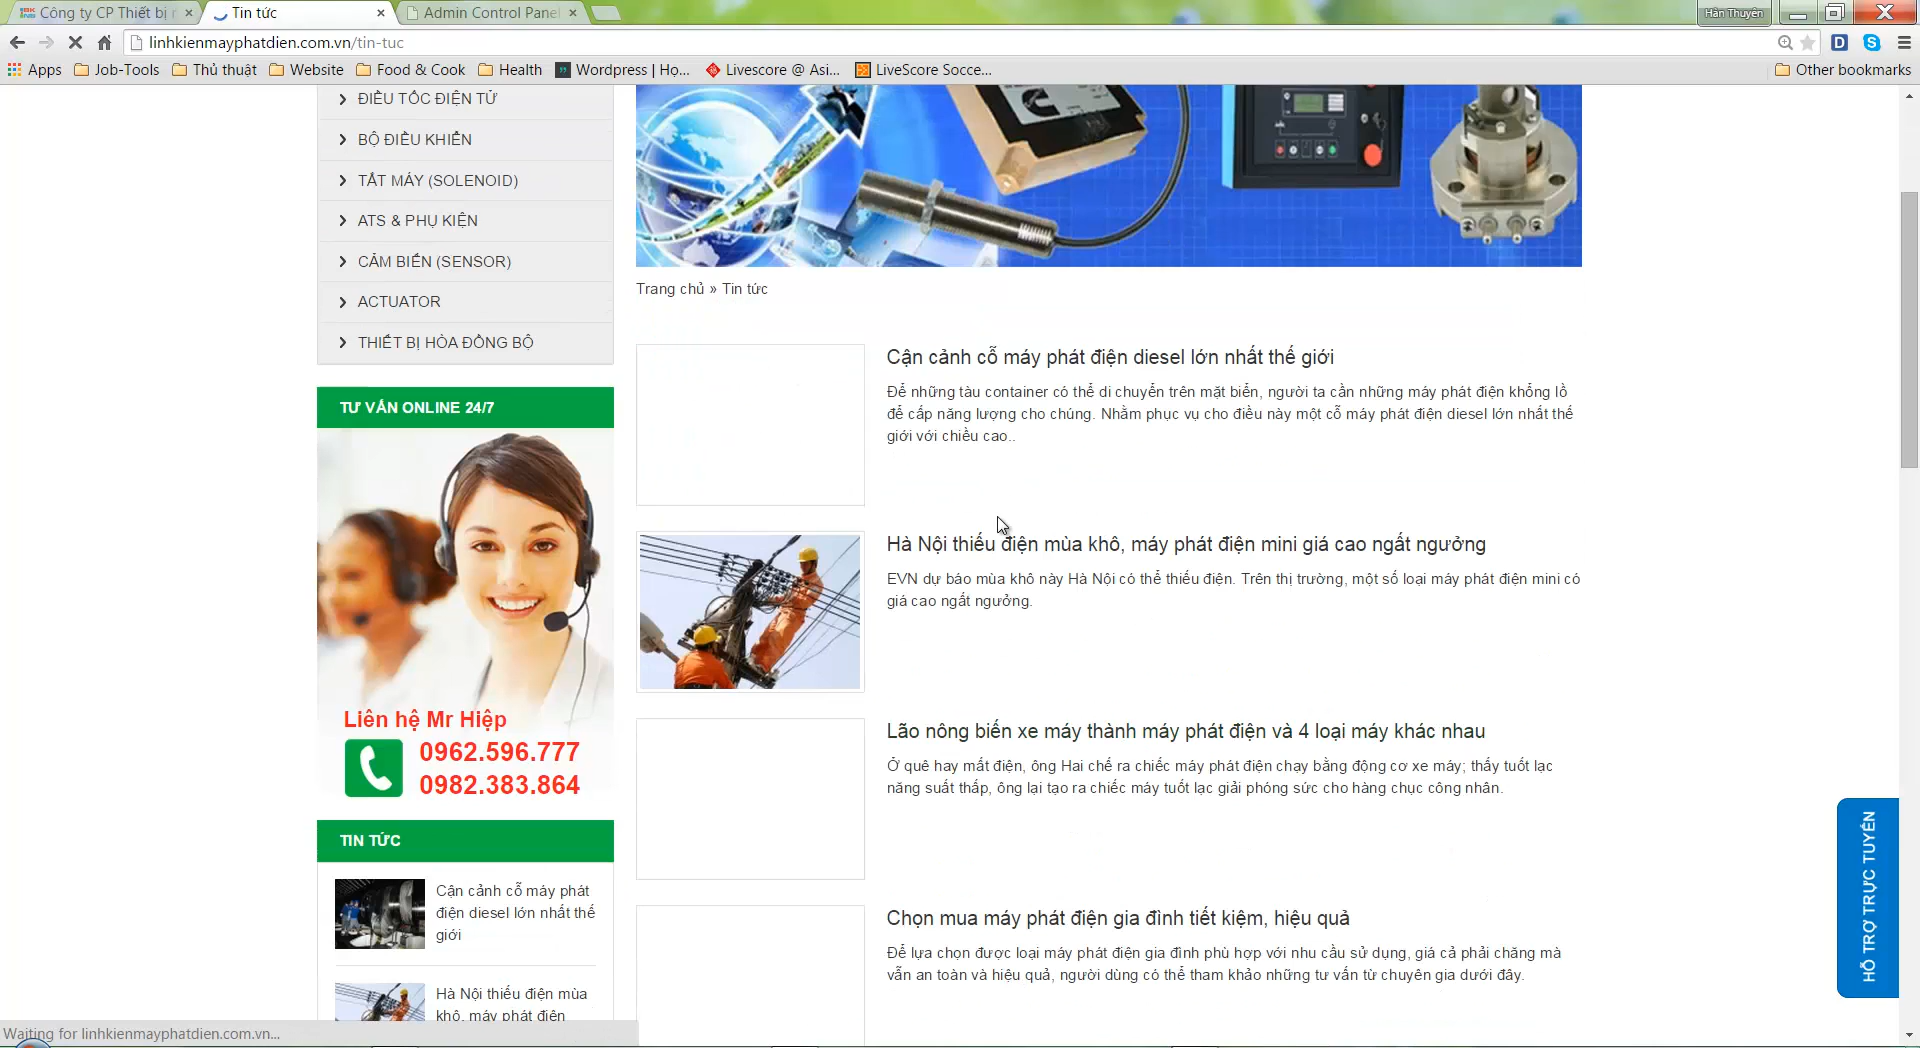 Công ty CP Thiết bị
Tin tức
Admin Control Panel
Hàn Thuyên
linhkienmayphatdien.com.vn/tin-tuc
Apps Job-Tools Thủ thuật Website Food & Cook Health Wordpress | Họ... Livescore @ Asi... LiveScore Socce... Other bookmarks
ĐIỀU TỐC ĐIỆN TỬ
BỘ ĐIỀU KHIỂN
TẮT MÁY (SOLENOID)
ATS & PHỤ KIỆN
CẢM BIẾN (SENSOR)
ACTUATOR
THIẾT BỊ HÒA ĐỒNG BỘ
TƯ VẤN ONLINE 24/7
Liên hệ Mr Hiệp
0962.596.777
0982.383.864
TIN TỨC
Cận cảnh cỗ máy phát
điện diesel lớn nhất thế
giới
Hà Nội thiếu điện mùa
khô, máy phát điện
Trang chủ » Tin tức
Cận cảnh cỗ máy phát điện diesel lớn nhất thế giới
Để những tàu container có thể di chuyển trên mặt biển, người ta cần những máy phát điện khổng lồ
để cấp năng lượng cho chúng. Nhằm phục vụ cho điều này một cỗ máy phát điện diesel lớn nhất thế
giới với chiều cao..
Hà Nội thiếu điện mùa khô, máy phát điện mini giá cao ngất ngưởng
EVN dự báo mùa khô này Hà Nội có thể thiếu điện. Trên thị trường, một số loại máy phát điện mini có
giá cao ngất ngưởng.
Lão nông biến xe máy thành máy phát điện và 4 loại máy khác nhau
Ở quê hay mất điện, ông Hai chế ra chiếc máy phát điện chạy bằng động cơ xe máy; thấy tuốt lạc
năng suất thấp, ông lại tạo ra chiếc máy tuốt lạc giải phóng sức cho hàng chục công nhân.
Chọn mua máy phát điện gia đình tiết kiệm, hiệu quả
Để lựa chọn được loại máy phát điện gia đình phù hợp với nhu cầu sử dụng, giá cả phải chăng mà
vẫn an toàn và hiệu quả, người dùng có thể tham khảo những tư vấn từ chuyên gia dưới đây.
HỖ TRỢ TRỰC TUYẾN
Waiting for linhkienmayphatdien.com.vn...